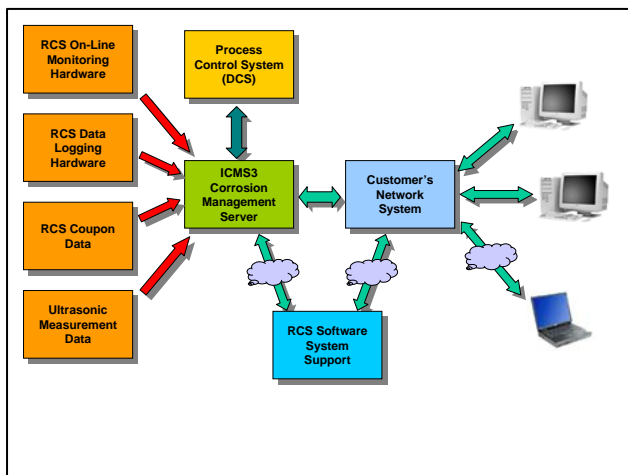 RCS On-Line
Monitoring
Hardware
Process
Control System
(DCS)
RCS Data
Logging
Hardware
ICMS3
Corrosion
Management
Server
Customer's
Network
System
RCS Coupon
Data
Ultrasonic
Measurement
Data
RCS Software
System
Support